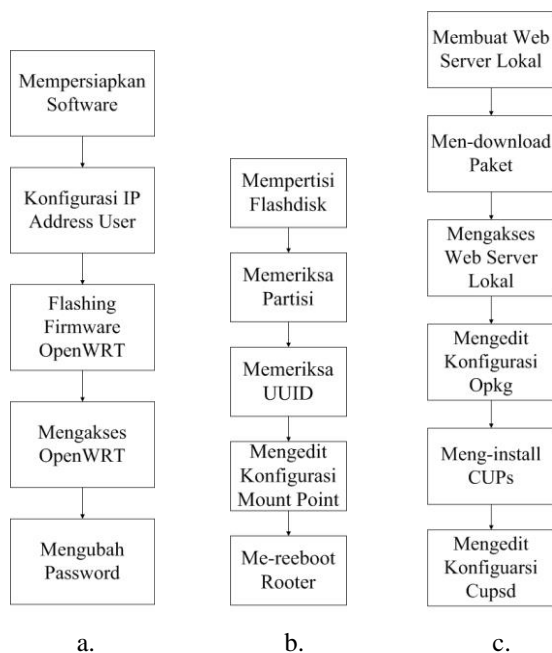 Mempersiapkan
Software
Konfigurasi IP
Address User
Flashing
Firmware
OpenWRT
Mengakses
OpenWRT
Mengubah
Password
a.
Mempertisi
Flashdisk
Memeriksa
Partisi
Memeriksa
UUID
Mengedit
Konfigurasi
Mount Point
Me-reeboot
Rooter
b.
Membuat Web
Server Lokal
Men-download
Paket
Mengakses
Web Server
Lokal
Mengedit
Konfigurasi
Opkg
Meng-install
CUPs
Mengedit
Konfiguarsi
Cupsd
c.